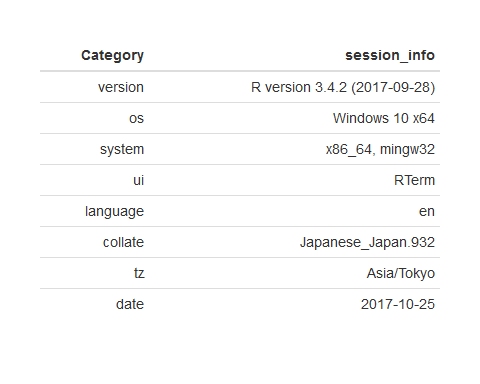 Category session_info
version R version 3.4.2 (2017-09-28)
os Windows 10 x64
system x86_64, mingw32
ui RTerm
language en
collate Japanese_Japan.932
tz Asia/Tokyo
date 2017-10-25